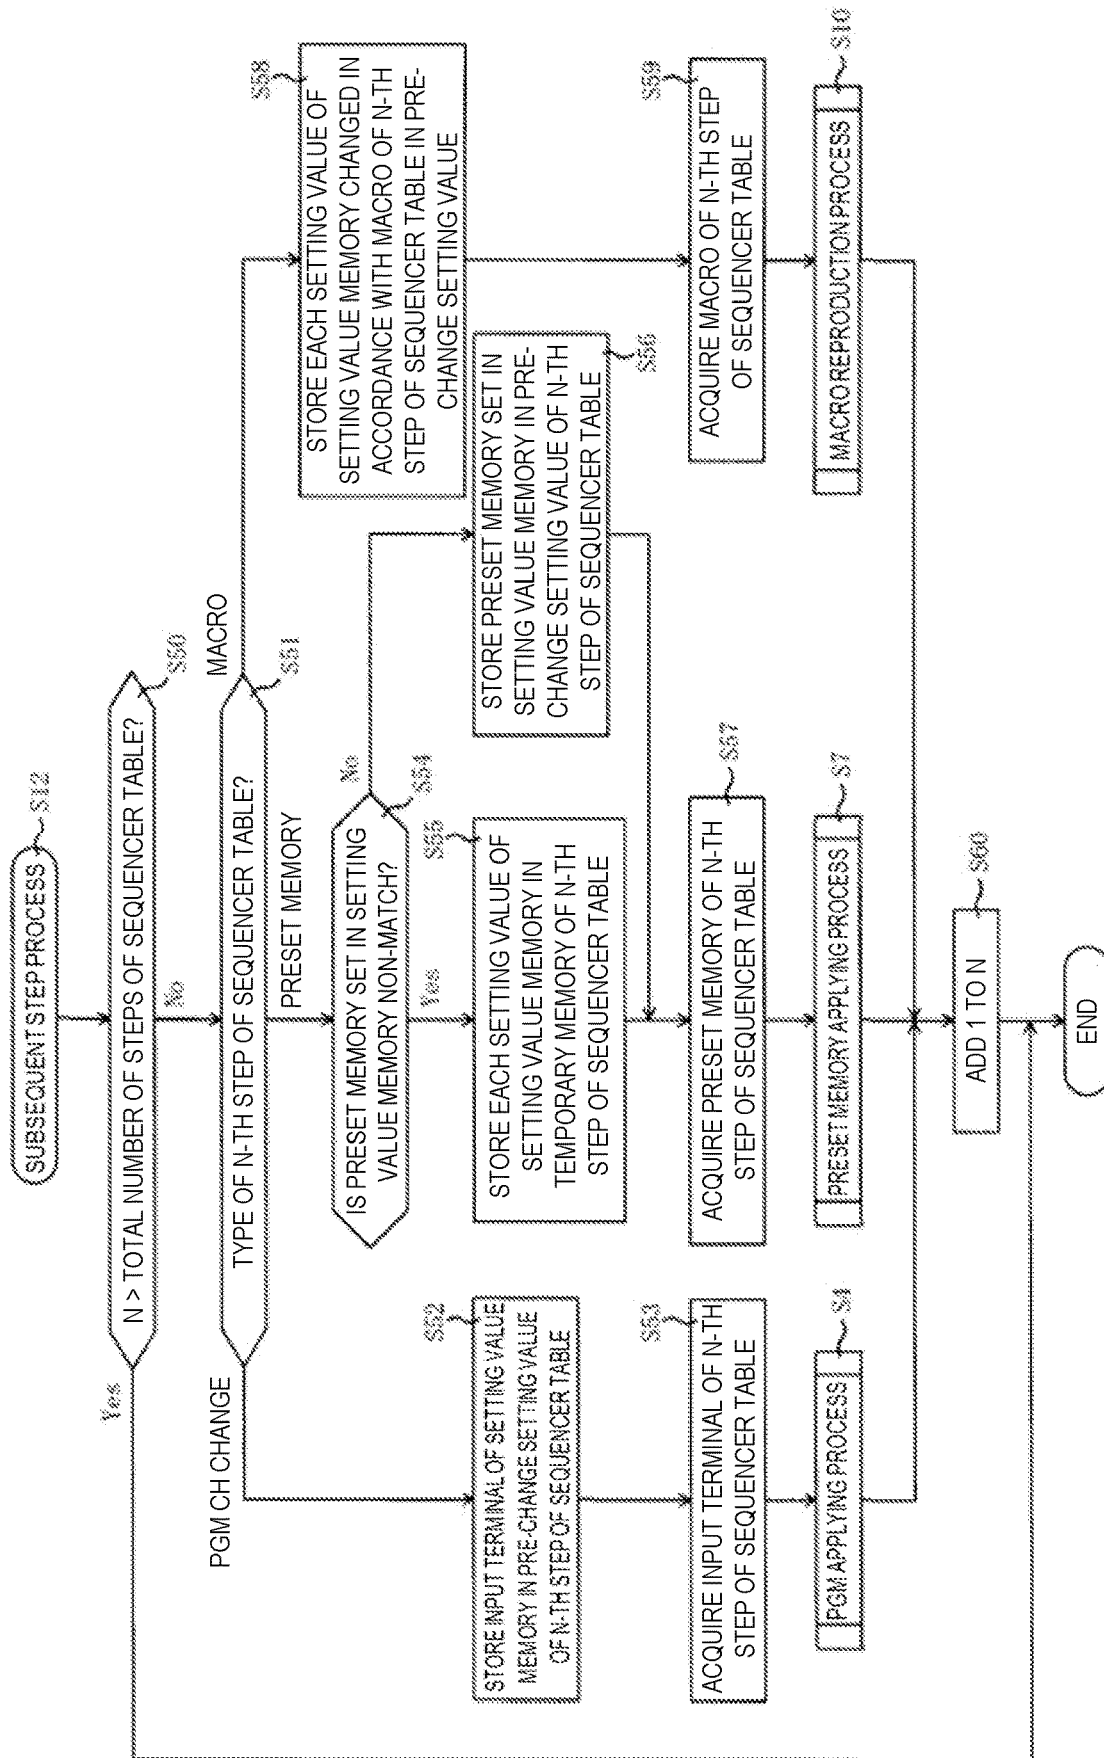 SUBSEQUENT STEP PROCESS
S12
N > TOTAL NUMBER OF STEPS OF SEQUENCER TABLE?
S50
Yes
No
TYPE OF N-TH STEP OF SEQUENCER TABLE?
S51
PGM CH CHANGE
PRESET MEMORY
MACRO
S52
STORE INPUT TERMINAL OF SETTING VALUE
MEMORY IN PRE-CHANGE SETTING VALUE
OF N-TH STEP OF SEQUENCER TABLE
S53
ACQUIRE INPUT TERMINAL OF N-TH
STEP OF SEQUENCER TABLE
PGM APPLYING PROCESS
S4
IS PRESET MEMORY SET IN SETTING
VALUE MEMORY NON-MATCH?
S54
No
Yes
S55
STORE EACH SETTING VALUE OF
SETTING VALUE MEMORY IN
TEMPORARY MEMORY OF N-TH
STEP OF SEQUENCER TABLE
STORE PRESET MEMORY SET IN
SETTING VALUE MEMORY IN PRE-
CHANGE SETTING VALUE OF N-TH
STEP OF SEQUENCER TABLE
S56
S57
ACQUIRE PRESET MEMORY OF N-TH
STEP OF SEQUENCER TABLE
PRESET MEMORY APPLYING PROCESS
S7
S58
STORE EACH SETTING VALUE OF
SETTING VALUE MEMORY CHANGED IN
ACCORDANCE WITH MACRO OF N-TH
STEP OF SEQUENCER TABLE IN PRE-
CHANGE SETTING VALUE
S59
ACQUIRE MACRO OF N-TH STEP
OF SEQUENCER TABLE
MACRO REPRODUCTION PROCESS
S10
S60
ADD 1 TO N
END